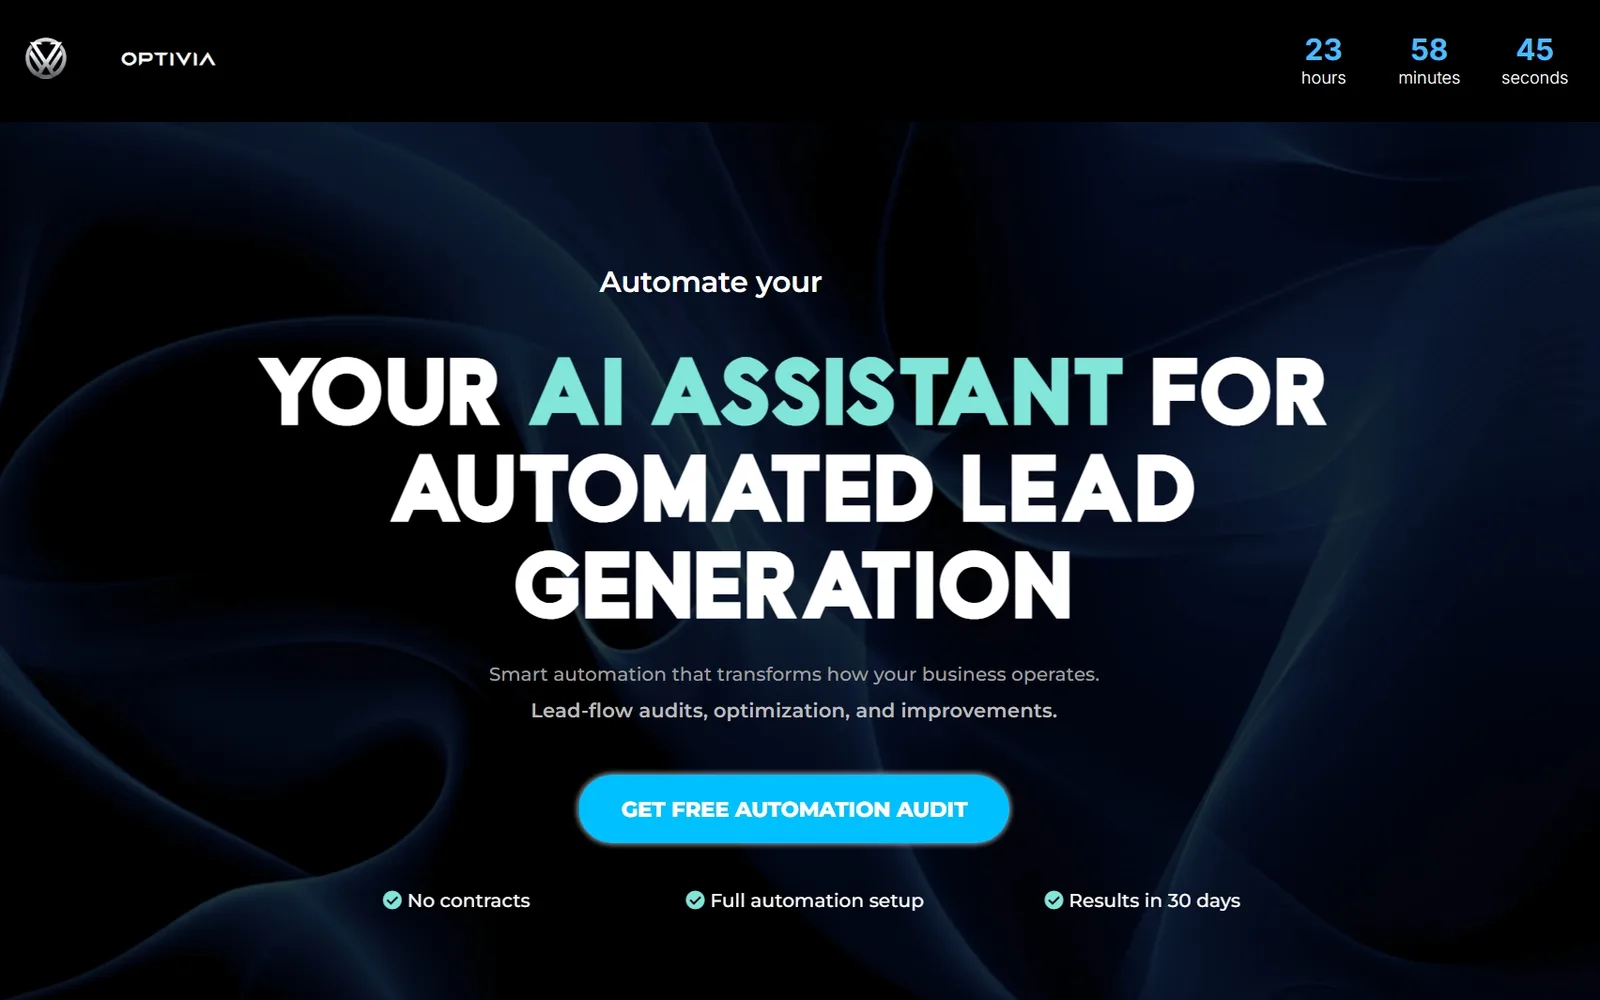 OPTIVIA
23 58 45
hours minutes seconds
Automate your
YOUR AI ASSISTANT FOR
AUTOMATED LEAD
GENERATION
Smart automation that transforms how your business operates.
Lead-flow audits, optimization, and improvements.
GET FREE AUTOMATION AUDIT
No contracts Full automation setup Results in 30 days